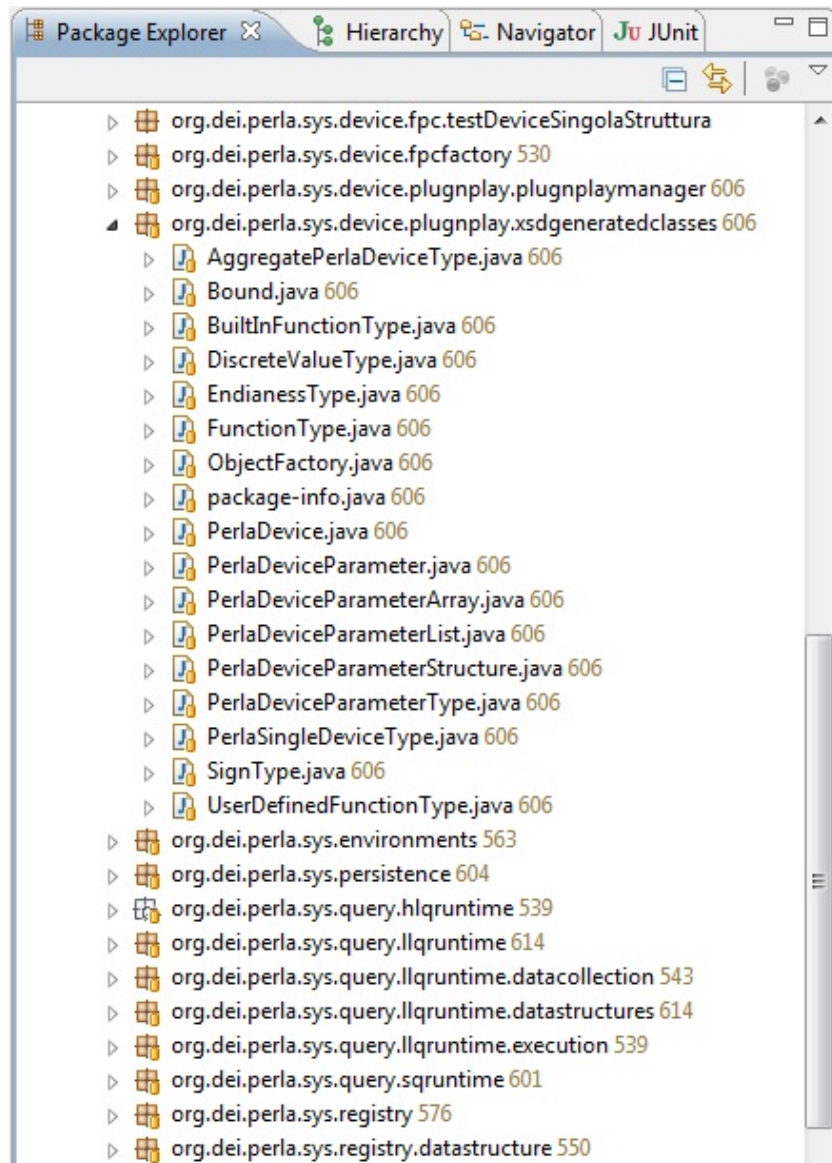 Package Explorer Hierarchy Navigator JUnit
org.dei.perla.sys.device.fpc.testDeviceSingolaStruttura
org.dei.perla.sys.device.fpcfactory 530
org.dei.perla.sys.device.plugnplay.plugnplaymanager 606
org.dei.perla.sys.device.plugnplay.xsdgeneratedclasses 606
AggregatePerlaDeviceType.java 606
Bound.java 606
BuiltInFunctionType.java 606
DiscreteValueType.java 606
EndianessType.java 606
FunctionType.java 606
ObjectFactory.java 606
package-info.java 606
PerlaDevice.java 606
PerlaDeviceParameter.java 606
PerlaDeviceParameterArray.java 606
PerlaDeviceParameterList.java 606
PerlaDeviceParameterStructure.java 606
PerlaDeviceParameterType.java 606
PerlaSingleDeviceType.java 606
SignType.java 606
UserDefinedFunctionType.java 606
org.dei.perla.sys.environments 563
org.dei.perla.sys.persistence 604
org.dei.perla.sys.query.hlqruntime 539
org.dei.perla.sys.query.llqruntime 614
org.dei.perla.sys.query.llqruntime.datacollection 543
org.dei.perla.sys.query.llqruntime.datastructures 614
org.dei.perla.sys.query.llqruntime.execution 539
org.dei.perla.sys.query.sqruntime 601
org.dei.perla.sys.registry 576
org.dei.perla.sys.registry.datastructure 550